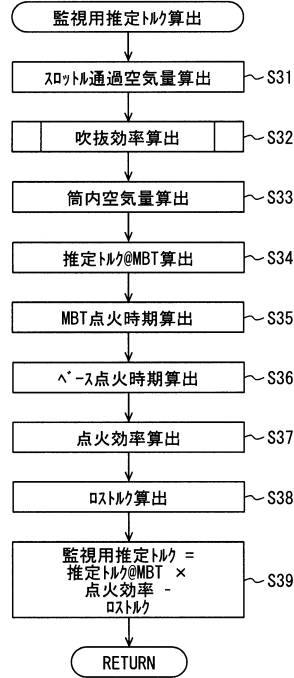 監視用推定ﾄﾙｸ算出
ｽﾛｯﾄﾙ通過空気量算出
S31
吹抜効率算出
S32
筒内空気量算出
S33
推定ﾄﾙｸ@MBT算出
S34
MBT点火時期算出
S35
ﾍﾞｰｽ点火時期算出
S36
点火効率算出
S37
ﾛｽﾄﾙｸ算出
S38
監視用推定ﾄﾙｸ =
推定ﾄﾙｸ@MBT ×
点火効率 -
ﾛｽﾄﾙｸ
S39
RETURN